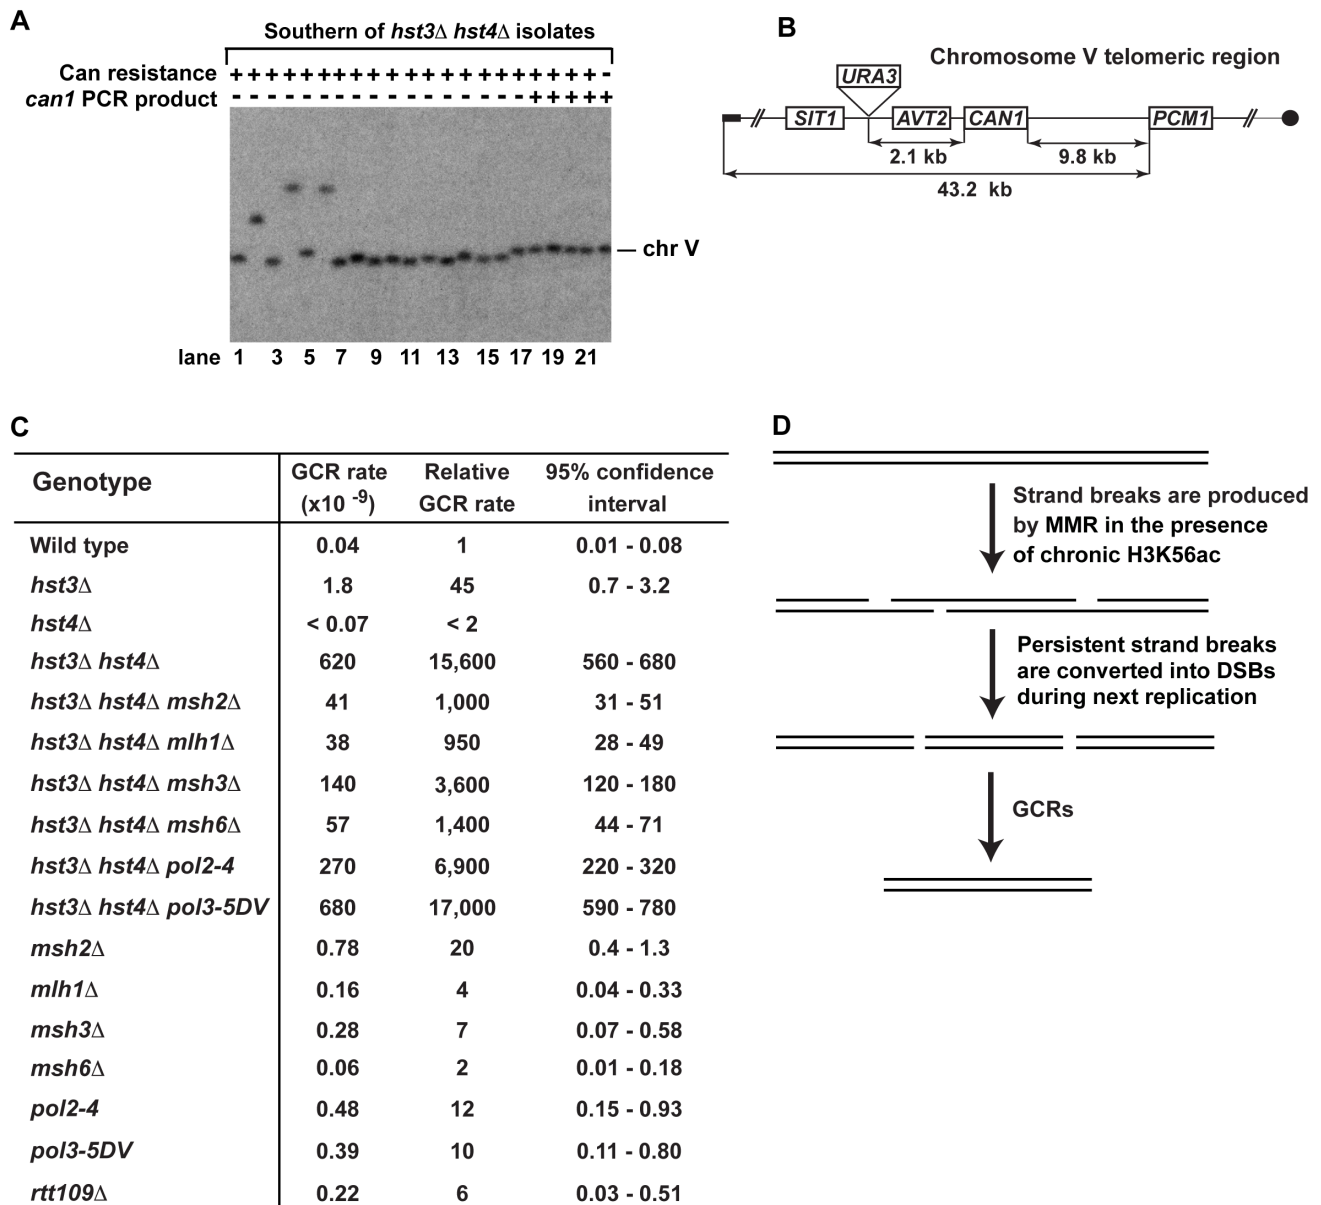 A
Southern of hst3Δ hst4Δ isolates
Can resistance + + + + + + + + + + + + + + + + + + + + + -
can1 PCR product - - - - - - - - - - - - - - - - - + + + + +
chr V
lane 1 3 5 7 9 11 13 15 17 19 21
B
Chromosome V telomeric region
URA3
SIT1 AVT2 CAN1 PCM1
2.1 kb 9.8 kb
43.2 kb
C
Genotype GCR rate (x10 -9) Relative GCR rate 95% confidence interval
Wild type 0.04 1 0.01 - 0.08
hst3Δ 1.8 45 0.7 - 3.2
hst4Δ < 0.07 < 2
hst3Δ hst4Δ 620 15,600 560 - 680
hst3Δ hst4Δ msh2Δ 41 1,000 31 - 51
hst3Δ hst4Δ mlh1Δ 38 950 28 - 49
hst3Δ hst4Δ msh3Δ 140 3,600 120 - 180
hst3Δ hst4Δ msh6Δ 57 1,400 44 - 71
hst3Δ hst4Δ pol2-4 270 6,900 220 - 320
hst3Δ hst4Δ pol3-5DV 680 17,000 590 - 780
msh2Δ 0.78 20 0.4 - 1.3
mlh1Δ 0.16 4 0.04 - 0.33
msh3Δ 0.28 7 0.07 - 0.58
msh6Δ 0.06 2 0.01 - 0.18
pol2-4 0.48 12 0.15 - 0.93
pol3-5DV 0.39 10 0.11 - 0.80
rtt109Δ 0.22 6 0.03 - 0.51
D
Strand breaks are produced
by MMR in the presence
of chronic H3K56ac
Persistent strand breaks
are converted into DSBs
during next replication
GCRs